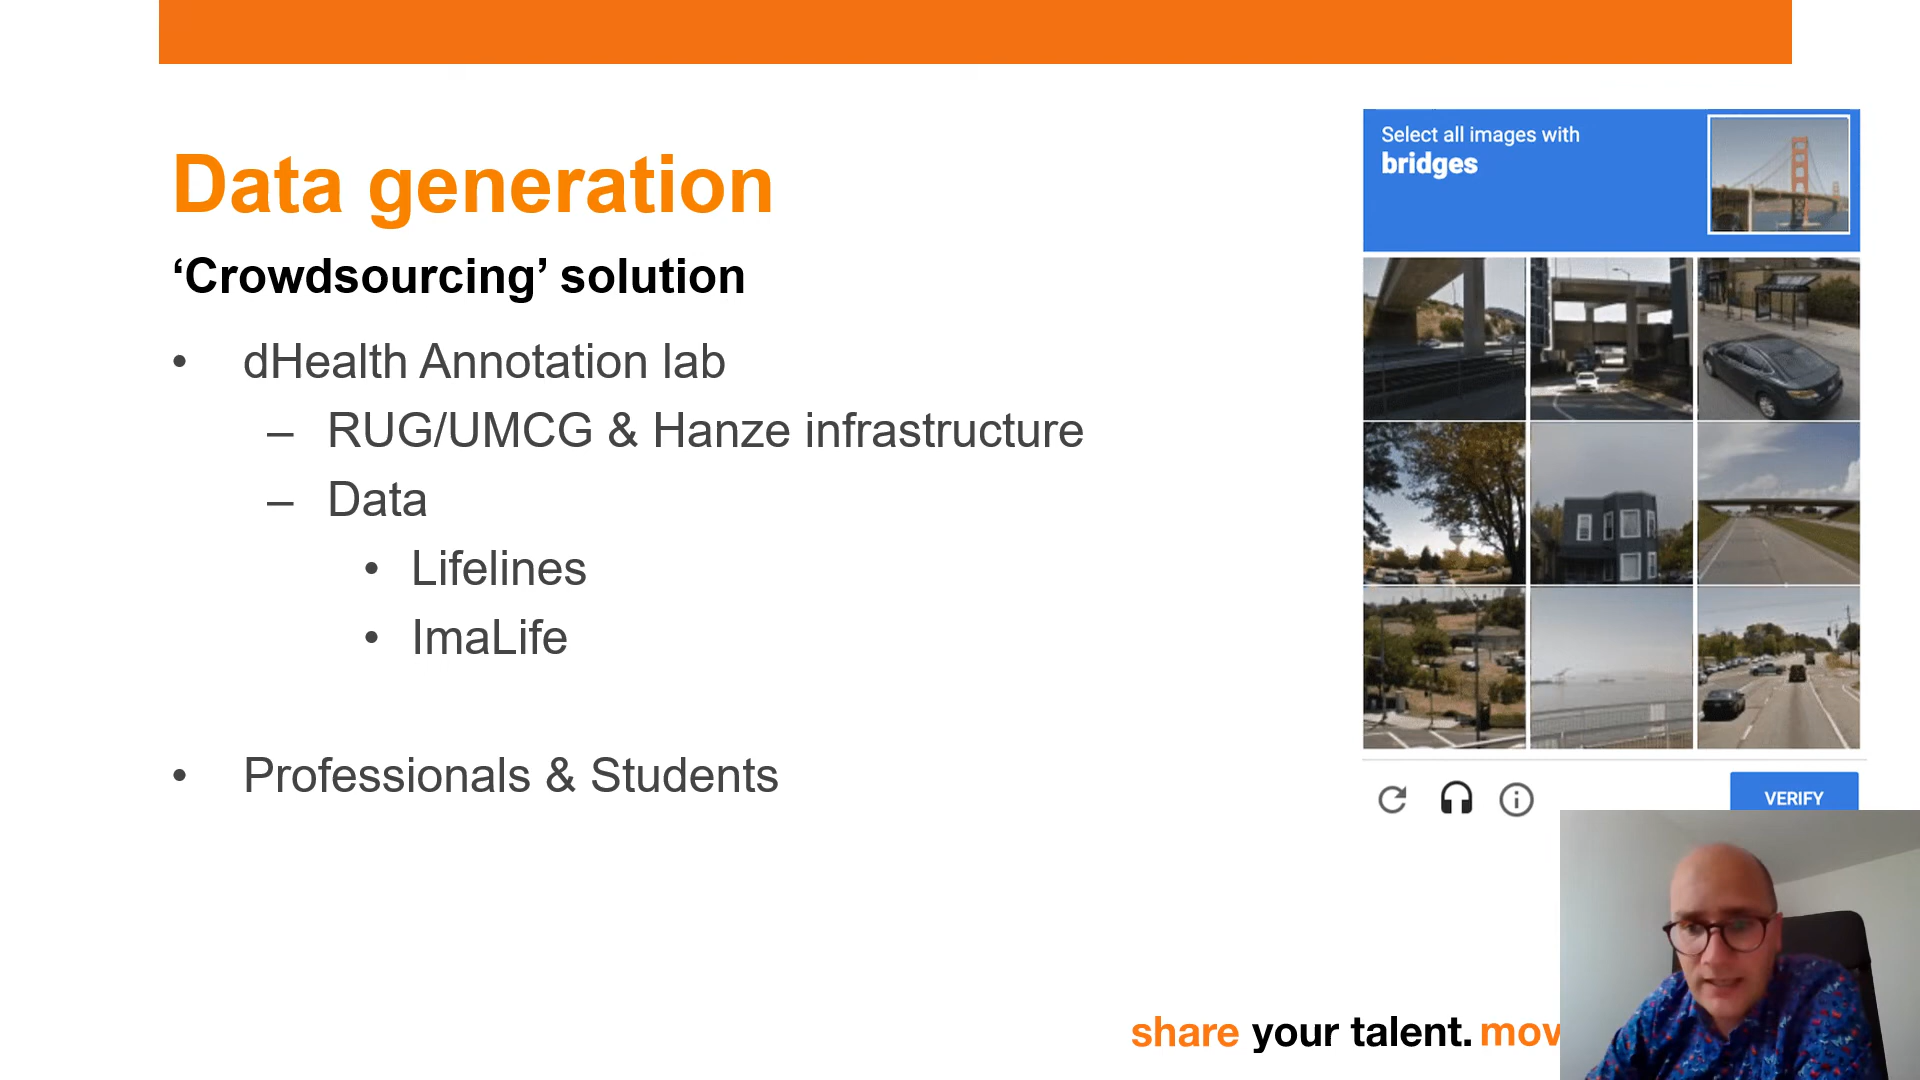 Data generation
‘Crowdsourcing’ solution
• dHealth Annotation lab
– RUG/UMCG & Hanze infrastructure
– Data
• Lifelines
• ImaLife
• Professionals & Students
Select all images with
bridges
VERIFY
share your talent. mov